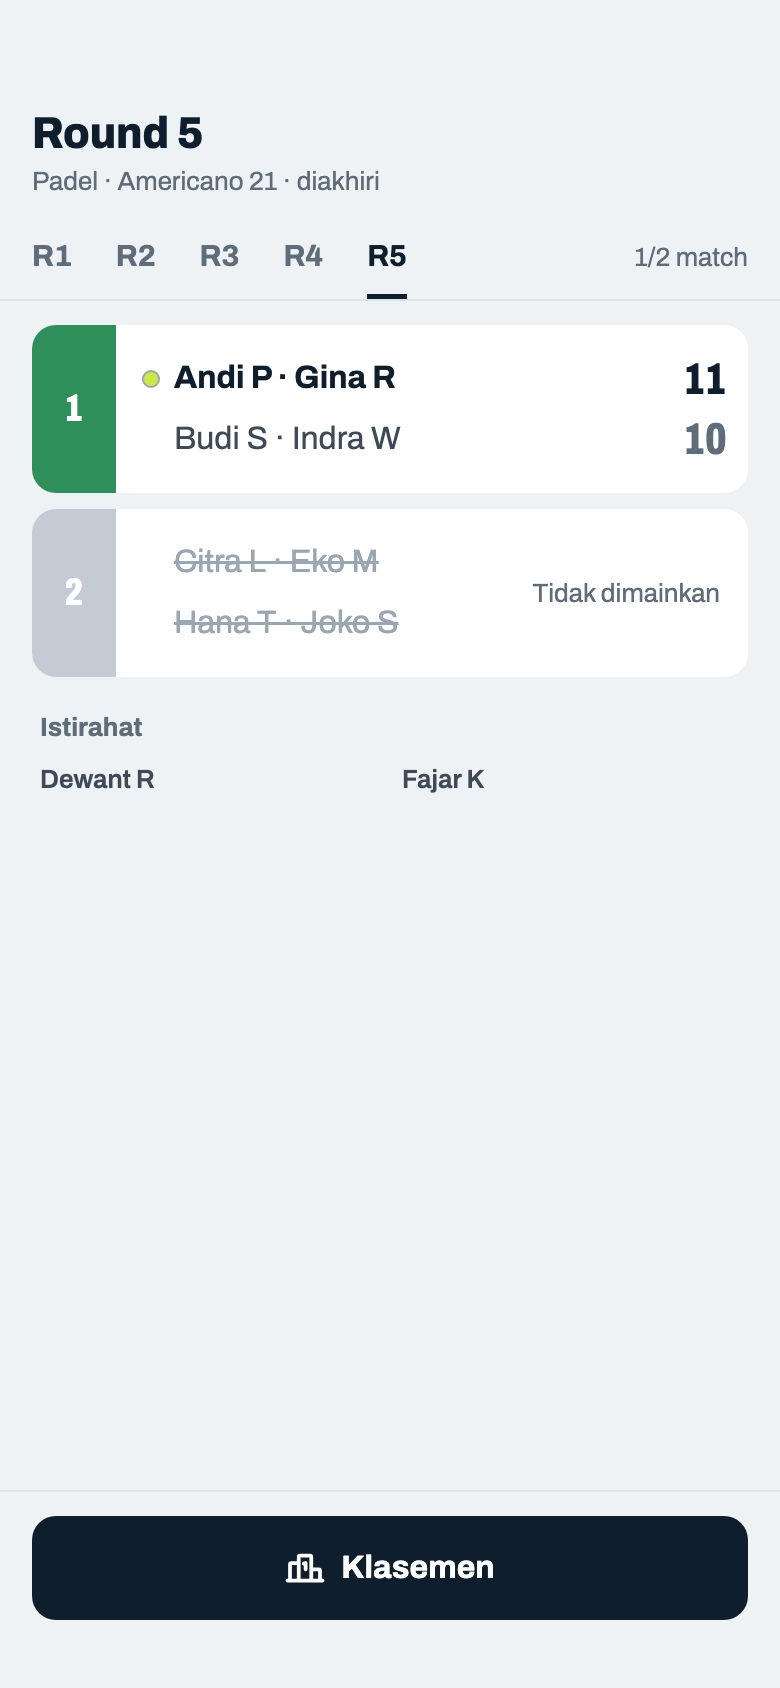 Round 5
Padel · Americano 21 · diakhiri
R1 R2 R3 R4 R5 1/2 match
1
Andi P · Gina R 11
Budi S · Indra W 10
2
Citra L · Eko M
Tidak dimainkan
Hana T · Joko S
Istirahat
Dewant R Fajar K
Klasemen